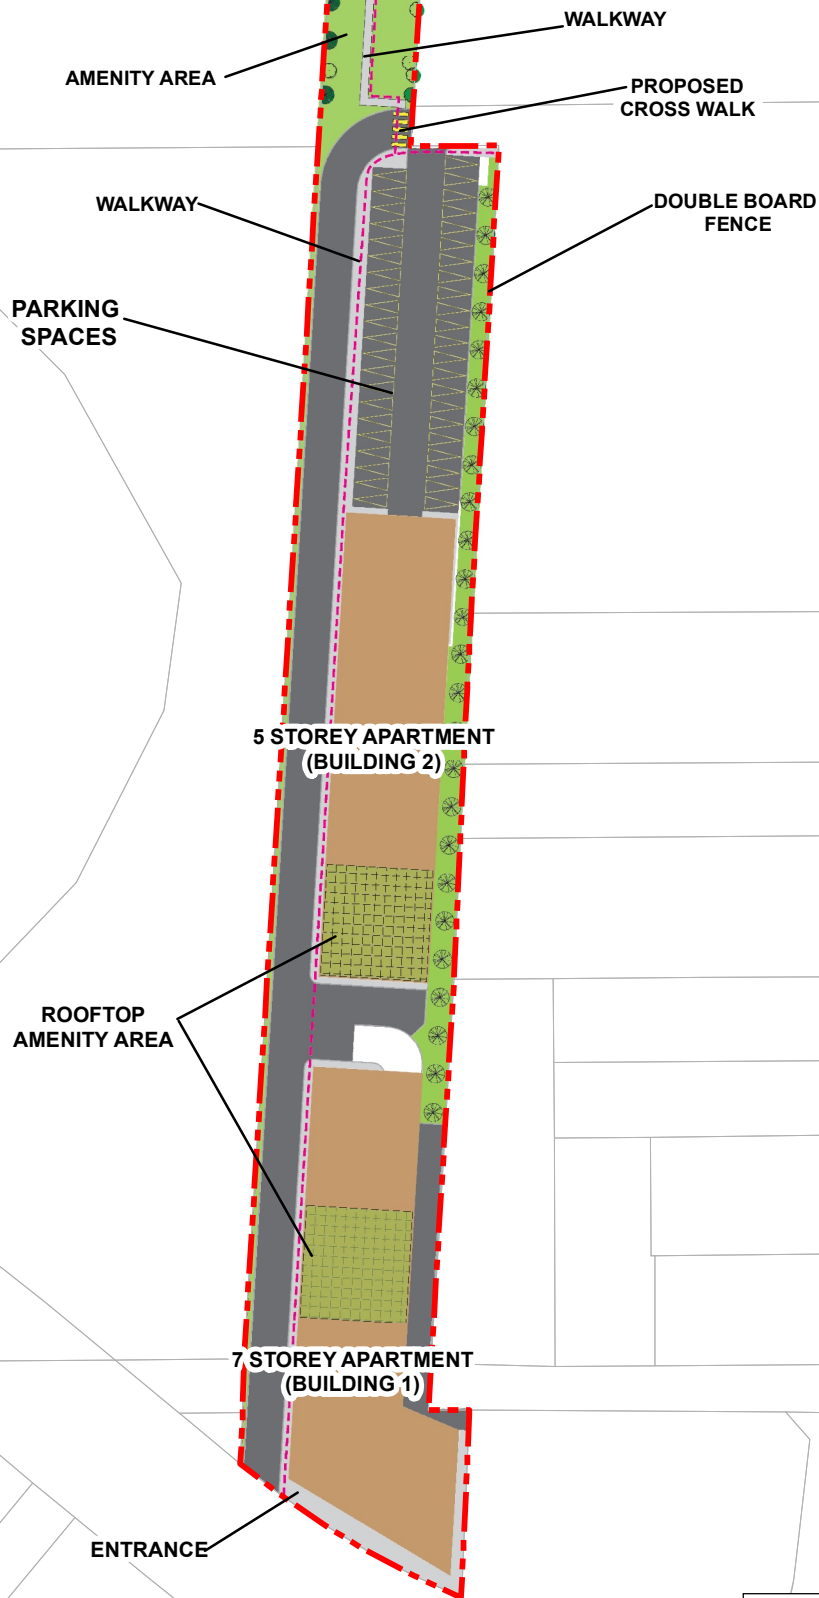 WALKWAY
AMENITY AREA
PROPOSED
CROSS WALK
WALKWAY
DOUBLE BOARD
FENCE
PARKING
SPACES
5 STOREY APARTMENT
(BUILDING 2)
ROOFTOP
AMENITY AREA
7 STOREY APARTMENT
(BUILDING 1)
ENTRANCE